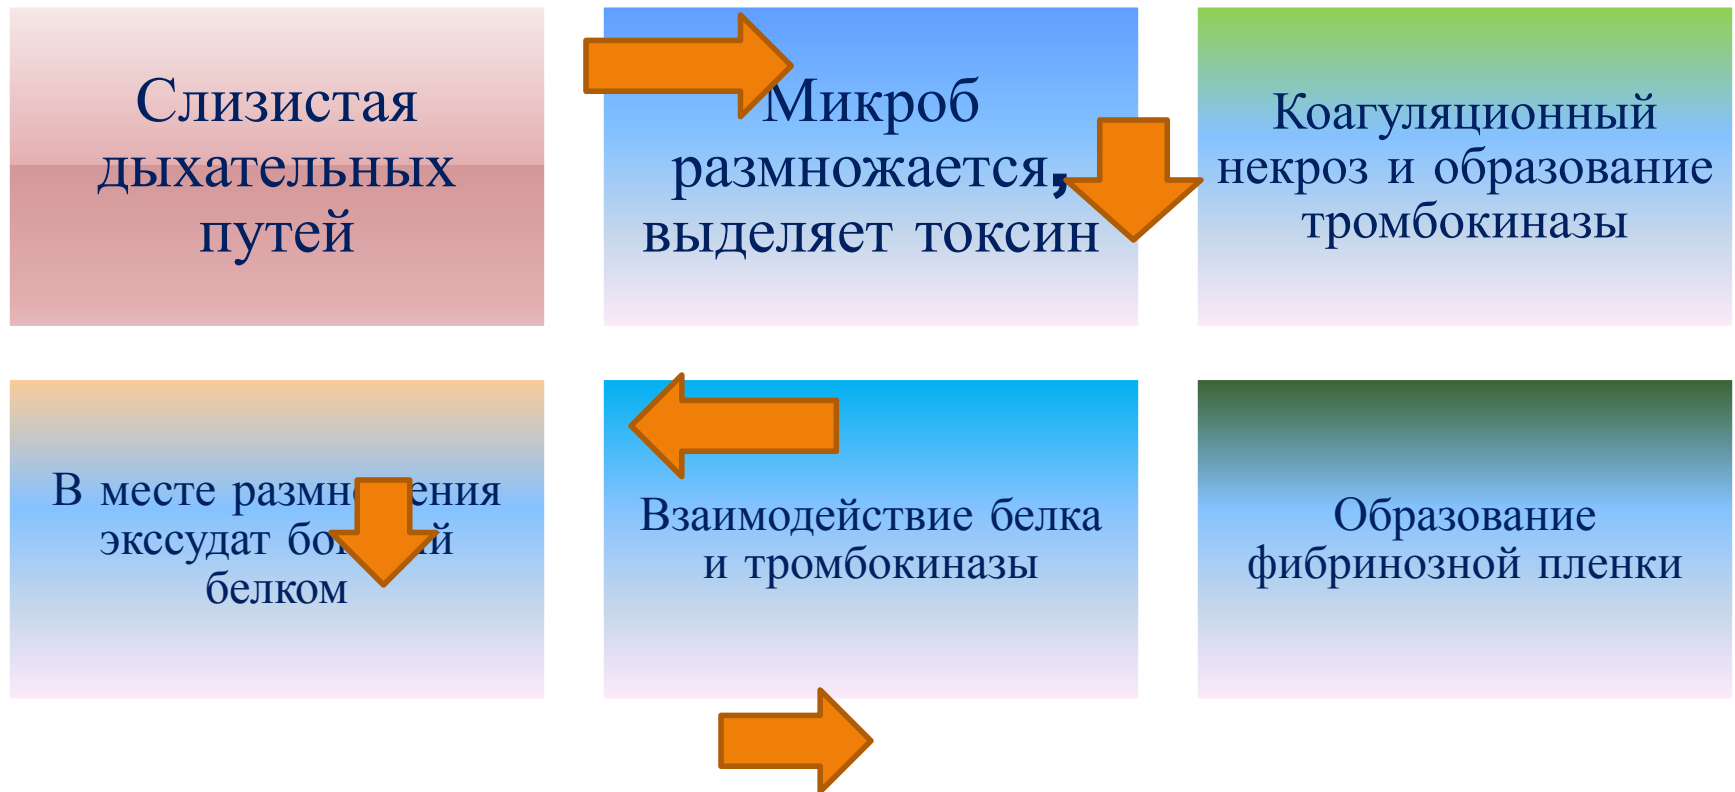 Слизистая
дыхательных
путей
Микроб
размножается,
выделяет токсин
Коагуляционный
некроз и образование
тромбокиназы
В месте
экссудат
белком
Взаимодействие белка
и тромбокиназы
Образование
фибринозной пленки